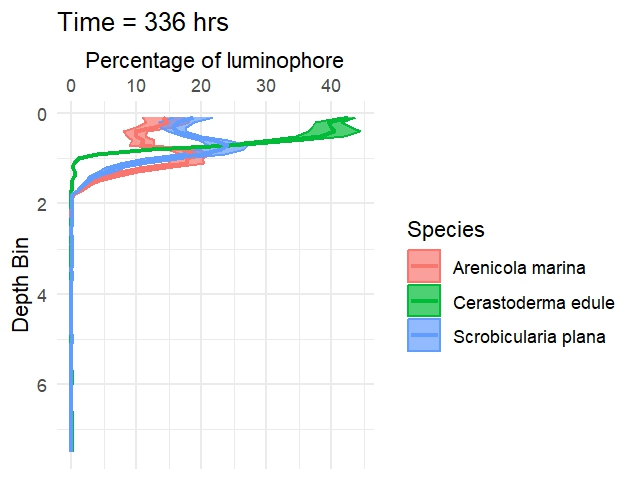 Time = 336 hrs
Percentage of luminophore
0 10 20 30 40
0
2
4
6
Depth Bin
Species
Arenicola marina
Cerastoderma edule
Scrobicularia plana